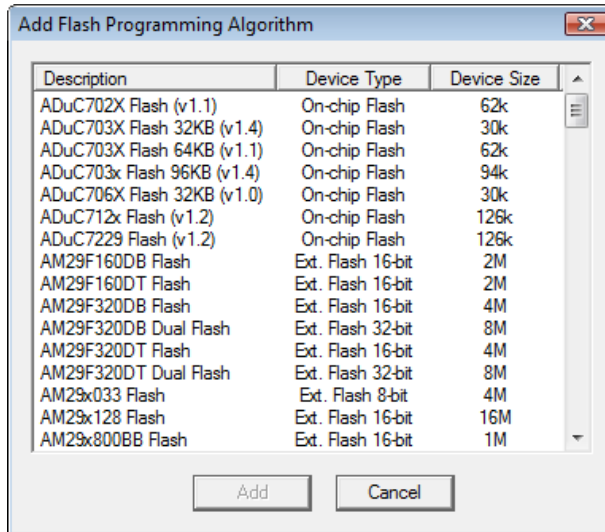 Add Flash Programming Algorithm
Description Device Type Device Size
ADuC702X Flash (v1.1) On-chip Flash 62k
ADuC703X Flash 32KB (v1.4) On-chip Flash 30k
ADuC703X Flash 64KB (v1.1) On-chip Flash 62k
ADuC703x Flash 96KB (v1.4) On-chip Flash 94k
ADuC706X Flash 32KB (v1.0) On-chip Flash 30k
ADuC712x Flash (v1.2) On-chip Flash 126k
ADuC7229 Flash (v1.2) On-chip Flash 126k
AM29F160DB Flash Ext. Flash 16-bit 2M
AM29F160DT Flash Ext. Flash 16-bit 2M
AM29F320DB Flash Ext. Flash 16-bit 4M
AM29F320DB Dual Flash Ext. Flash 32-bit 8M
AM29F320DT Flash Ext. Flash 16-bit 4M
AM29F320DT Dual Flash Ext. Flash 32-bit 8M
AM29x033 Flash Ext. Flash 8-bit 4M
AM29x128 Flash Ext. Flash 16-bit 16M
AM29x800BB Flash Ext. Flash 16-bit 1M
Add Cancel